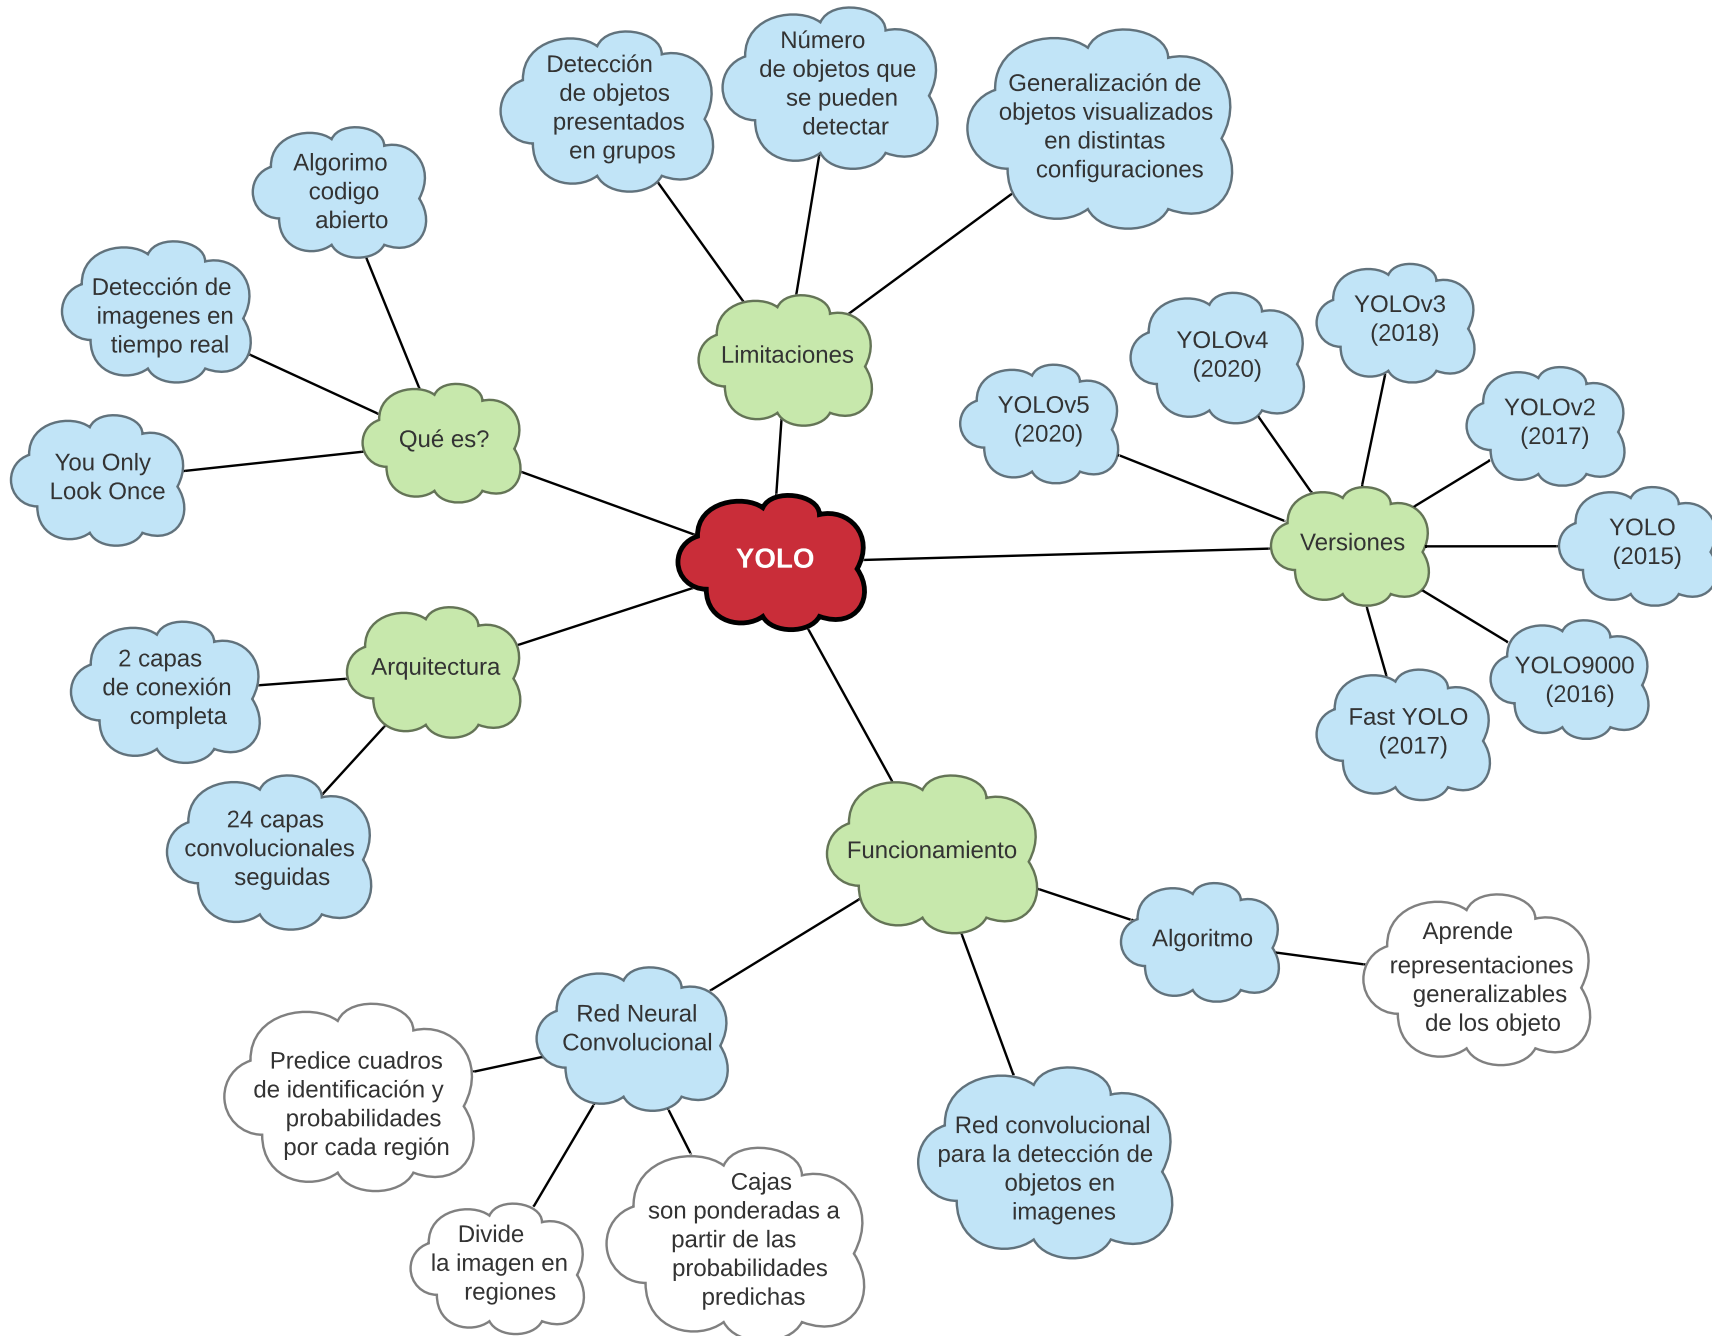 Detección
de objetos
presentados
en grupos
Número
de objetos que
se pueden
detectar
Generalización de
objetos visualizados
en distintas
configuraciones
Algorimo
codigo
abierto
Detección de
imagenes en
tiempo real
You Only
Look Once
Qué es?
Limitaciones
YOLOv5
(2020)
YOLOv4
(2020)
YOLOv3
(2018)
YOLOv2
(2017)
YOLO
(2015)
Versiones
YOLO9000
(2016)
Fast YOLO
(2017)
YOLO
Arquitectura
2 capas
de conexión
completa
24 capas
convolucionales
seguidas
Funcionamiento
Algoritmo
Aprende
representaciones
generalizables
de los objeto
Red Neural
Convolucional
Predice cuadros
de identificación y
probabilidades
por cada región
Divide
la imagen en
regiones
Cajas
son ponderadas a
partir de las
probabilidades
predichas
Red convolucional
para la detección de
objetos en
imagenes